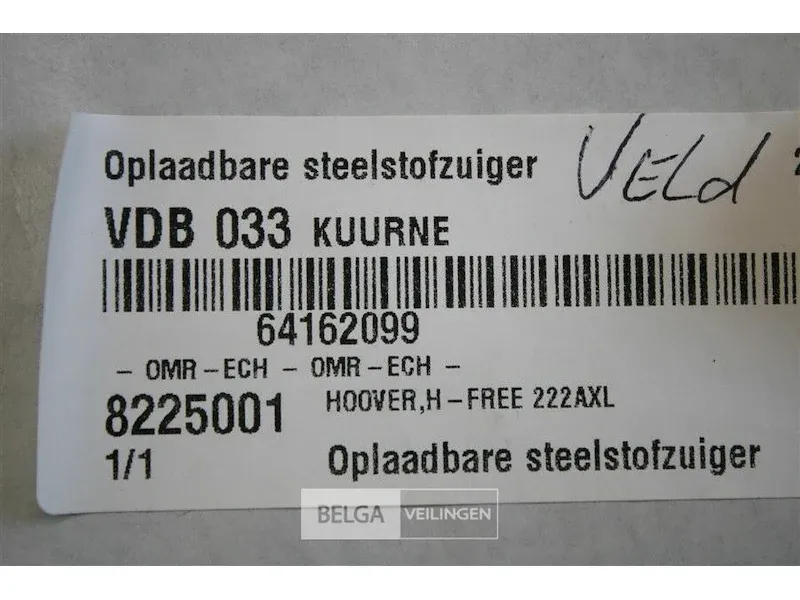 Oplaadbare steelstofzuiger
VELd
VDB 033 KUURNE
64162099
- OMR-ECH - OMR-ECH -
8225001 HOOVER,H-FREE 222AXL
1/1 Oplaadbare steelstofzuiger
BELGA VEILINGEN